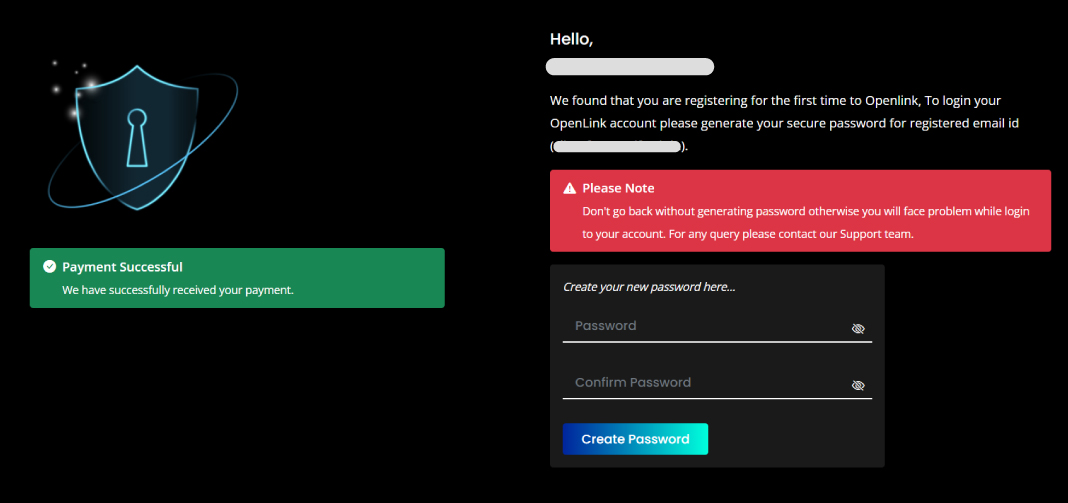 Hello,
We found that you are registering for the first time to Openlink, To login your
OpenLink account please generate your secure password for registered email id
( ).
Please Note
Don't go back without generating password otherwise you will face problem while login
to your account. For any query please contact our Support team.
Payment Successful
We have successfully received your payment.
Create your new password here...
Password
Confirm Password
Create Password